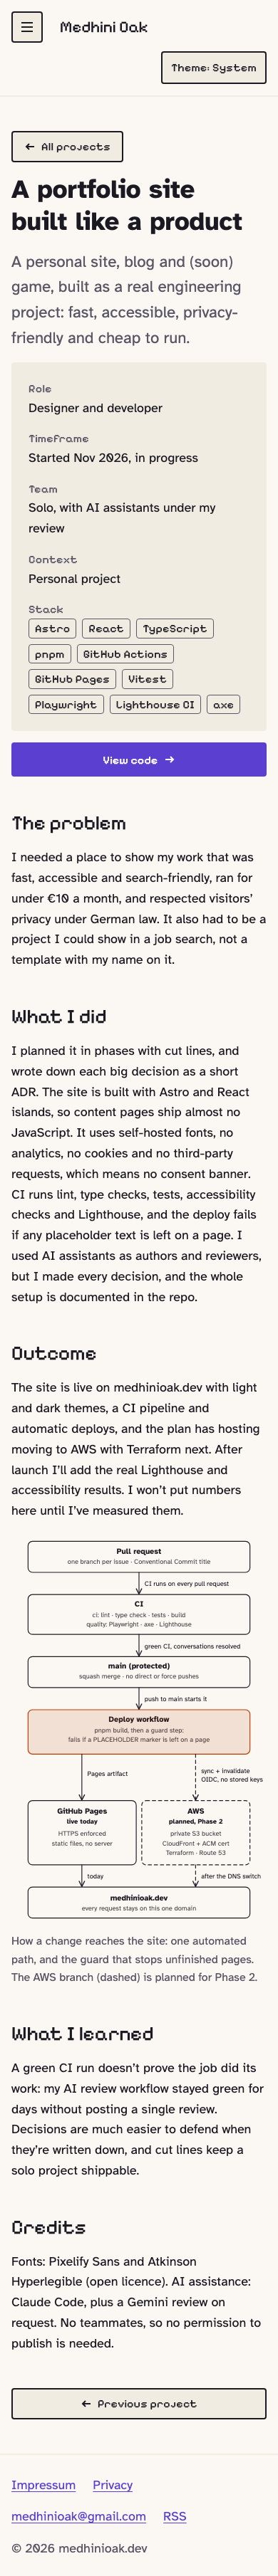 Medhini Oak
Theme: System
← All projects
A portfolio site
built like a product
A personal site, blog and (soon)
game, built as a real engineering
project: fast, accessible, privacy-
friendly and cheap to run.
Role
Designer and developer
Timeframe
Started Nov 2026, in progress
Team
Solo, with AI assistants under my
review
Context
Personal project
Stack
Astro React TypeScript
pnpm GitHub Actions
GitHub Pages Vitest
Playwright Lighthouse CI axe
View code →
The problem
I needed a place to show my work that was
fast, accessible and search-friendly, ran for
under €10 a month, and respected visitors’
privacy under German law. It also had to be a
project I could show in a job search, not a
template with my name on it.
What I did
I planned it in phases with cut lines, and
wrote down each big decision as a short
ADR. The site is built with Astro and React
islands, so content pages ship almost no
JavaScript. It uses self-hosted fonts, no
analytics, no cookies and no third-party
requests, which means no consent banner.
CI runs lint, type checks, tests, accessibility
checks and Lighthouse, and the deploy fails
if any placeholder text is left on a page. I
used AI assistants as authors and reviewers,
but I made every decision, and the whole
setup is documented in the repo.
Outcome
The site is live on medhinioak.dev with light
and dark themes, a CI pipeline and
automatic deploys, and the plan has hosting
moving to AWS with Terraform next. After
launch I’ll add the real Lighthouse and
accessibility results. I won’t put numbers
here until I’ve measured them.
Pull request
one branch per issue · Conventional Commit title
CI runs on every pull request
CI
ci: lint · type check · tests · build
quality: Playwright · axe · Lighthouse
green CI, conversations resolved
main (protected)
squash merge · no direct or force pushes
push to main starts it
Deploy workflow
pnpm build, then a guard step:
fails if a PLACEHOLDER marker is left on a page
Pages artifact
sync + invalidate
OIDC, no stored keys
GitHub Pages
live today
HTTPS enforced
static files, no server
AWS
planned, Phase 2
private S3 bucket
CloudFront + ACM cert
Terraform · Route 53
today
after the DNS switch
medhinioak.dev
every request stays on this one domain
How a change reaches the site: one automated
path, and the guard that stops unfinished pages.
The AWS branch (dashed) is planned for Phase 2.
What I learned
A green CI run doesn’t prove the job did its
work: my AI review workflow stayed green for
days without posting a single review.
Decisions are much easier to defend when
they’re written down, and cut lines keep a
solo project shippable.
Credits
Fonts: Pixelify Sans and Atkinson
Hyperlegible (open licence). AI assistance:
Claude Code, plus a Gemini review on
request. No teammates, so no permission to
publish is needed.
← Previous project
Impressum Privacy
medhinioak@gmail.com RSS
© 2026 medhinioak.dev